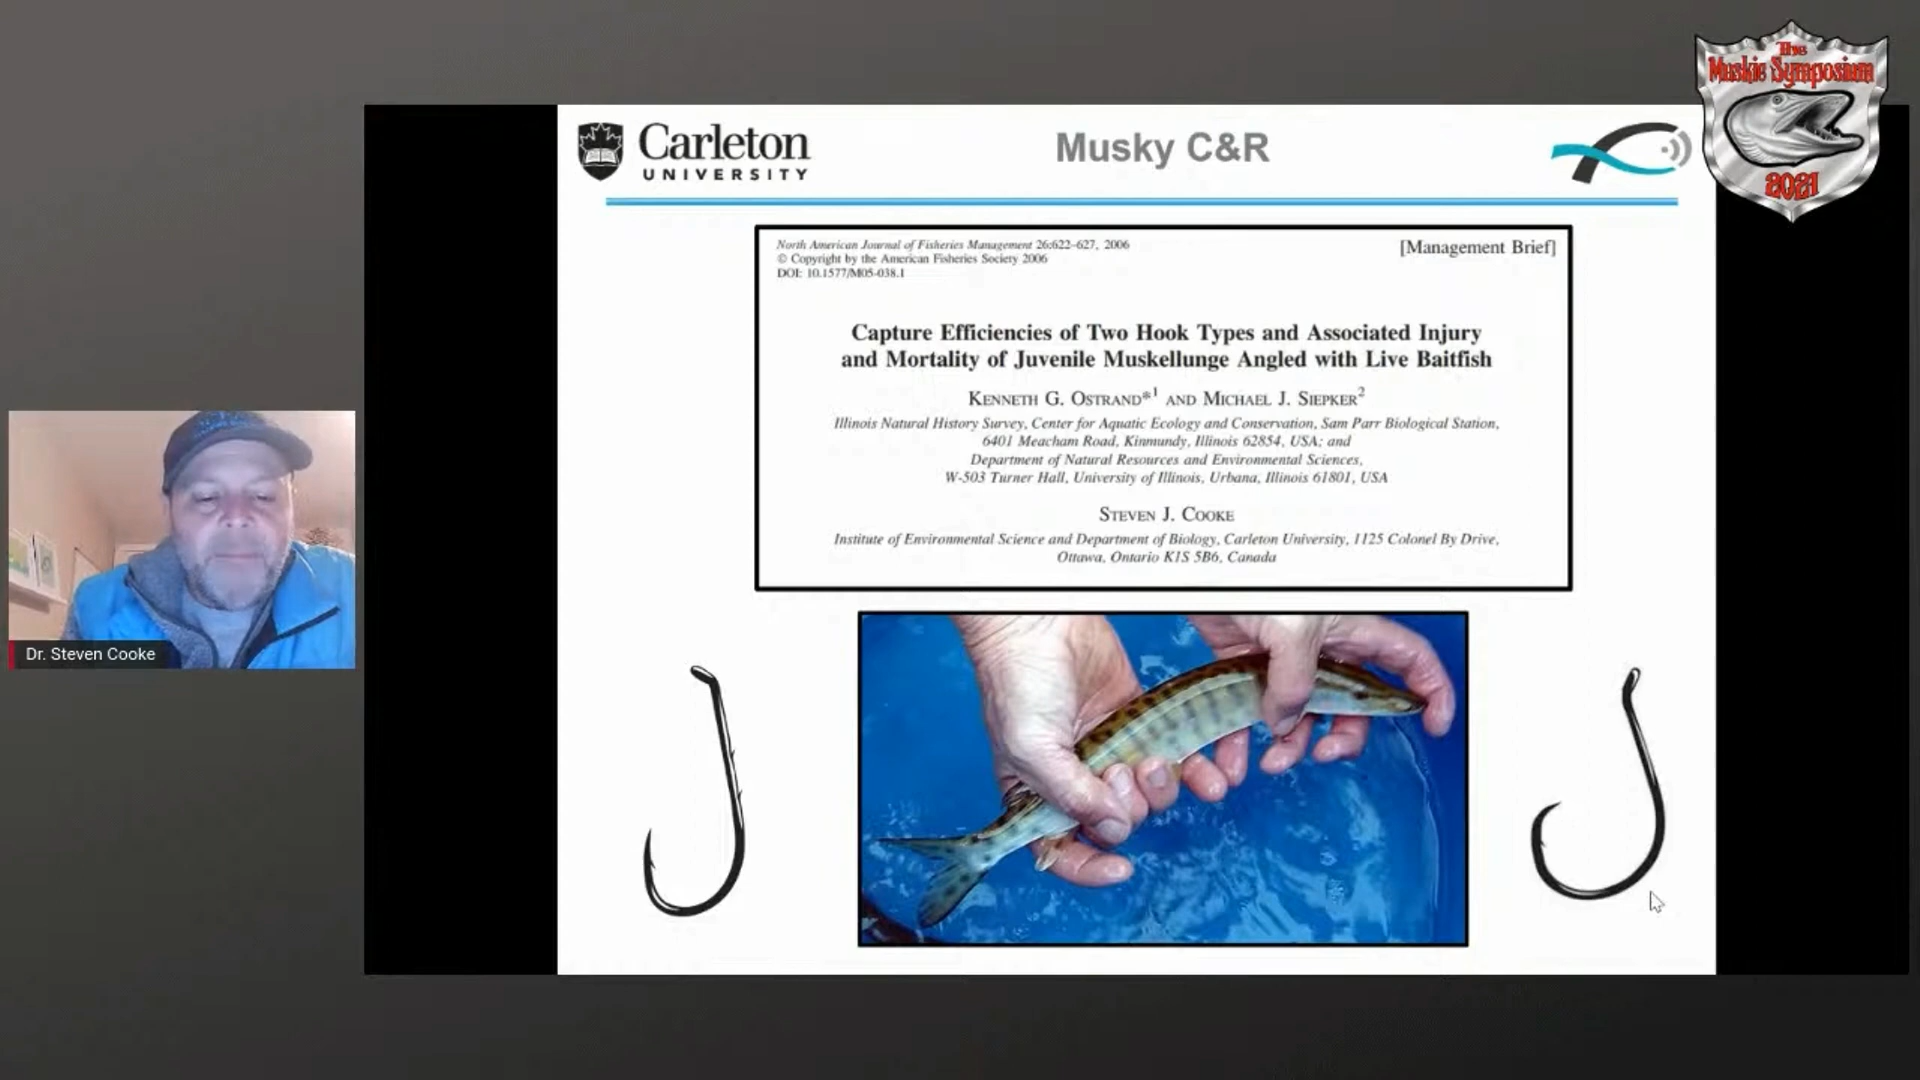 The
Muskie Symposium
2021
Carleton
UNIVERSITY
Musky C&R
North American Journal of Fisheries Management 26:622–627, 2006
© Copyright by the American Fisheries Society 2006
DOI: 10.1577/M05-038.1
[Management Brief]
Capture Efficiencies of Two Hook Types and Associated Injury
and Mortality of Juvenile Muskellunge Angled with Live Baitfish
KENNETH G. OSTRAND*1 AND MICHAEL J. SIEPKER2
Illinois Natural History Survey, Center for Aquatic Ecology and Conservation, Sam Parr Biological Station,
6401 Meacham Road, Kinmundy, Illinois 62854, USA; and
Department of Natural Resources and Environmental Sciences,
W-503 Turner Hall, University of Illinois, Urbana, Illinois 61801, USA
STEVEN J. COOKE
Institute of Environmental Science and Department of Biology, Carleton University, 1125 Colonel By Drive,
Ottawa, Ontario K1S 5B6, Canada
Dr. Steven Cooke